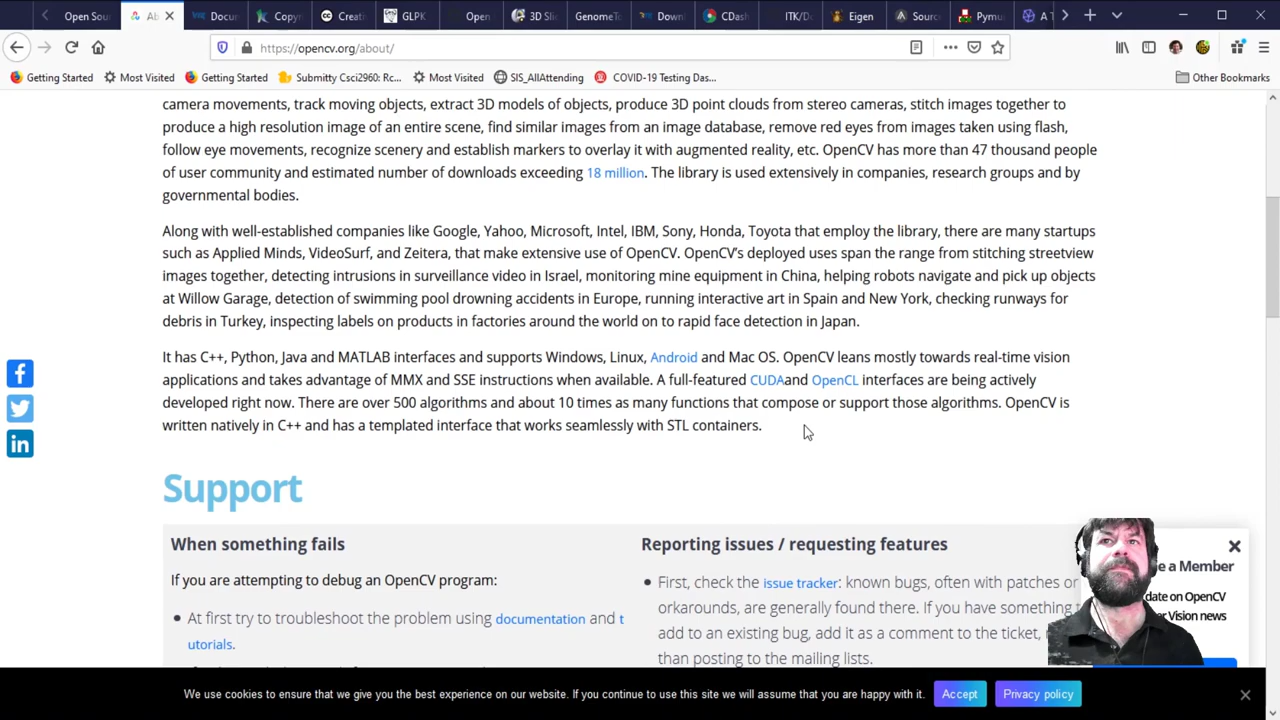 Open Sourc
Ab
Docum
Copyr
Creati
GLPK
Open
3D Slic
GenomeTo
Downl
CDash
ITK/Do
Eigen
Sourc
Pymui
A T
https://opencv.org/about/
Getting Started
Most Visited
Getting Started
Submitty Csci2960: Rc...
Most Visited
SIS_AllAttending
COVID-19 Testing Das...
Other Bookmarks
camera movements, track moving objects, extract 3D models of objects, produce 3D point clouds from stereo cameras, stitch images together to
produce a high resolution image of an entire scene, find similar images from an image database, remove red eyes from images taken using flash,
follow eye movements, recognize scenery and establish markers to overlay it with augmented reality, etc. OpenCV has more than 47 thousand people
of user community and estimated number of downloads exceeding 18 million. The library is used extensively in companies, research groups and by
governmental bodies.
Along with well-established companies like Google, Yahoo, Microsoft, Intel, IBM, Sony, Honda, Toyota that employ the library, there are many startups
such as Applied Minds, VideoSurf, and Zeitera, that make extensive use of OpenCV. OpenCV's deployed uses span the range from stitching streetview
images together, detecting intrusions in surveillance video in Israel, monitoring mine equipment in China, helping robots navigate and pick up objects
at Willow Garage, detection of swimming pool drowning accidents in Europe, running interactive art in Spain and New York, checking runways for
debris in Turkey, inspecting labels on products in factories around the world on to rapid face detection in Japan.
It has C++, Python, Java and MATLAB interfaces and supports Windows, Linux, Android and Mac OS. OpenCV leans mostly towards real-time vision
applications and takes advantage of MMX and SSE instructions when available. A full-featured CUDAand OpenCL interfaces are being actively
developed right now. There are over 500 algorithms and about 10 times as many functions that compose or support those algorithms. OpenCV is
written natively in C++ and has a templated interface that works seamlessly with STL containers.
Support
When something fails
If you are attempting to debug an OpenCV program:
At first try to troubleshoot the problem using documentation and t
utorials.
Reporting issues / requesting features
First, check the issue tracker: known bugs, often with patches or
orkarounds, are generally found there. If you have something
add to an existing bug, add it as a comment to the ticket,
than posting to the mailing lists.
e a Member
date on OpenCV
er Vision news
We use cookies to ensure that we give you the best experience on our website. If you continue to use this site we will assume that you are happy with it.
Accept
Privacy policy